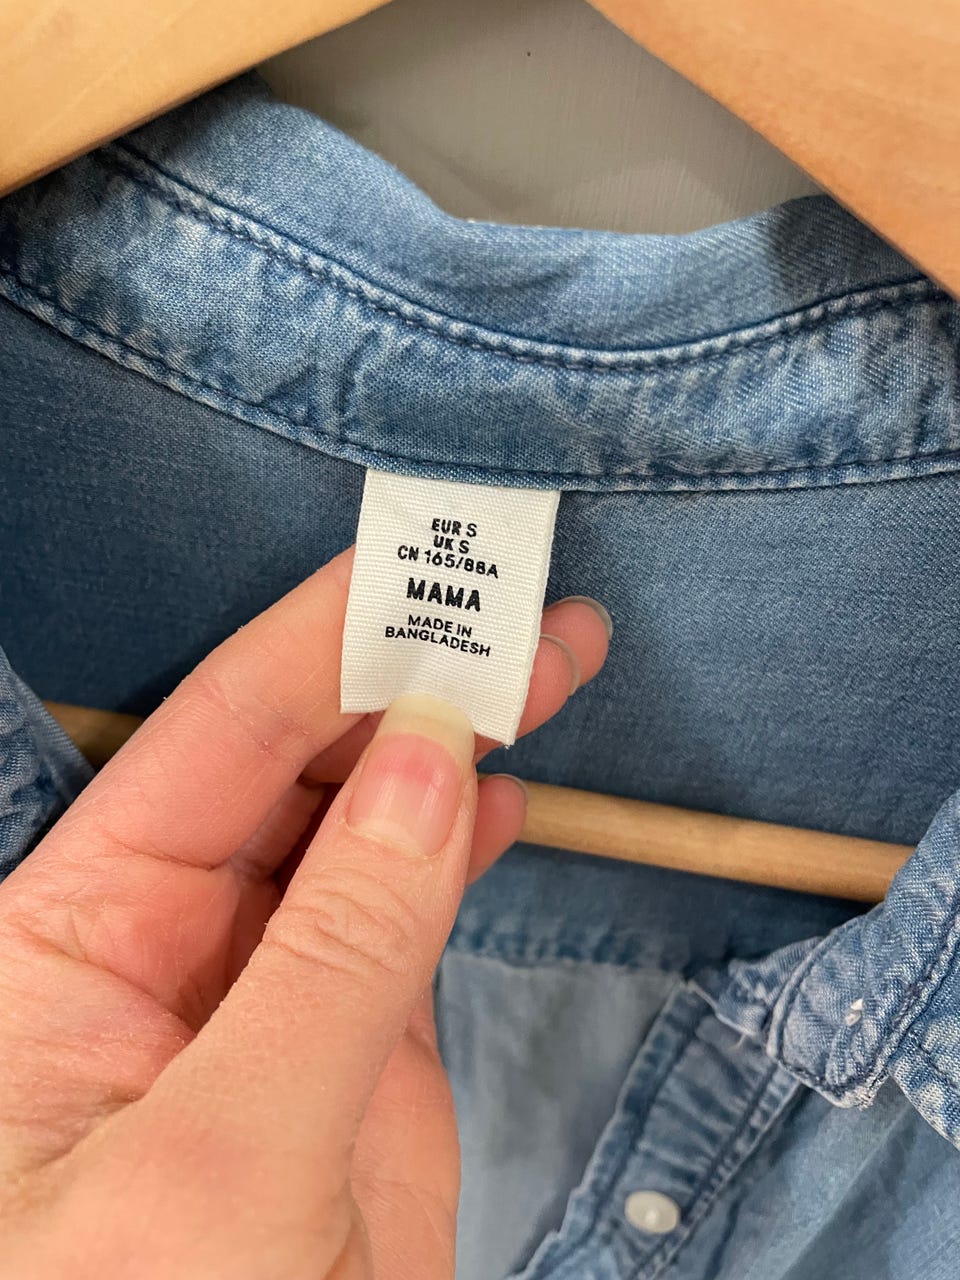 EUR S
UK S
CN 165/88A
MAMA
MADE IN
BANGLADESH